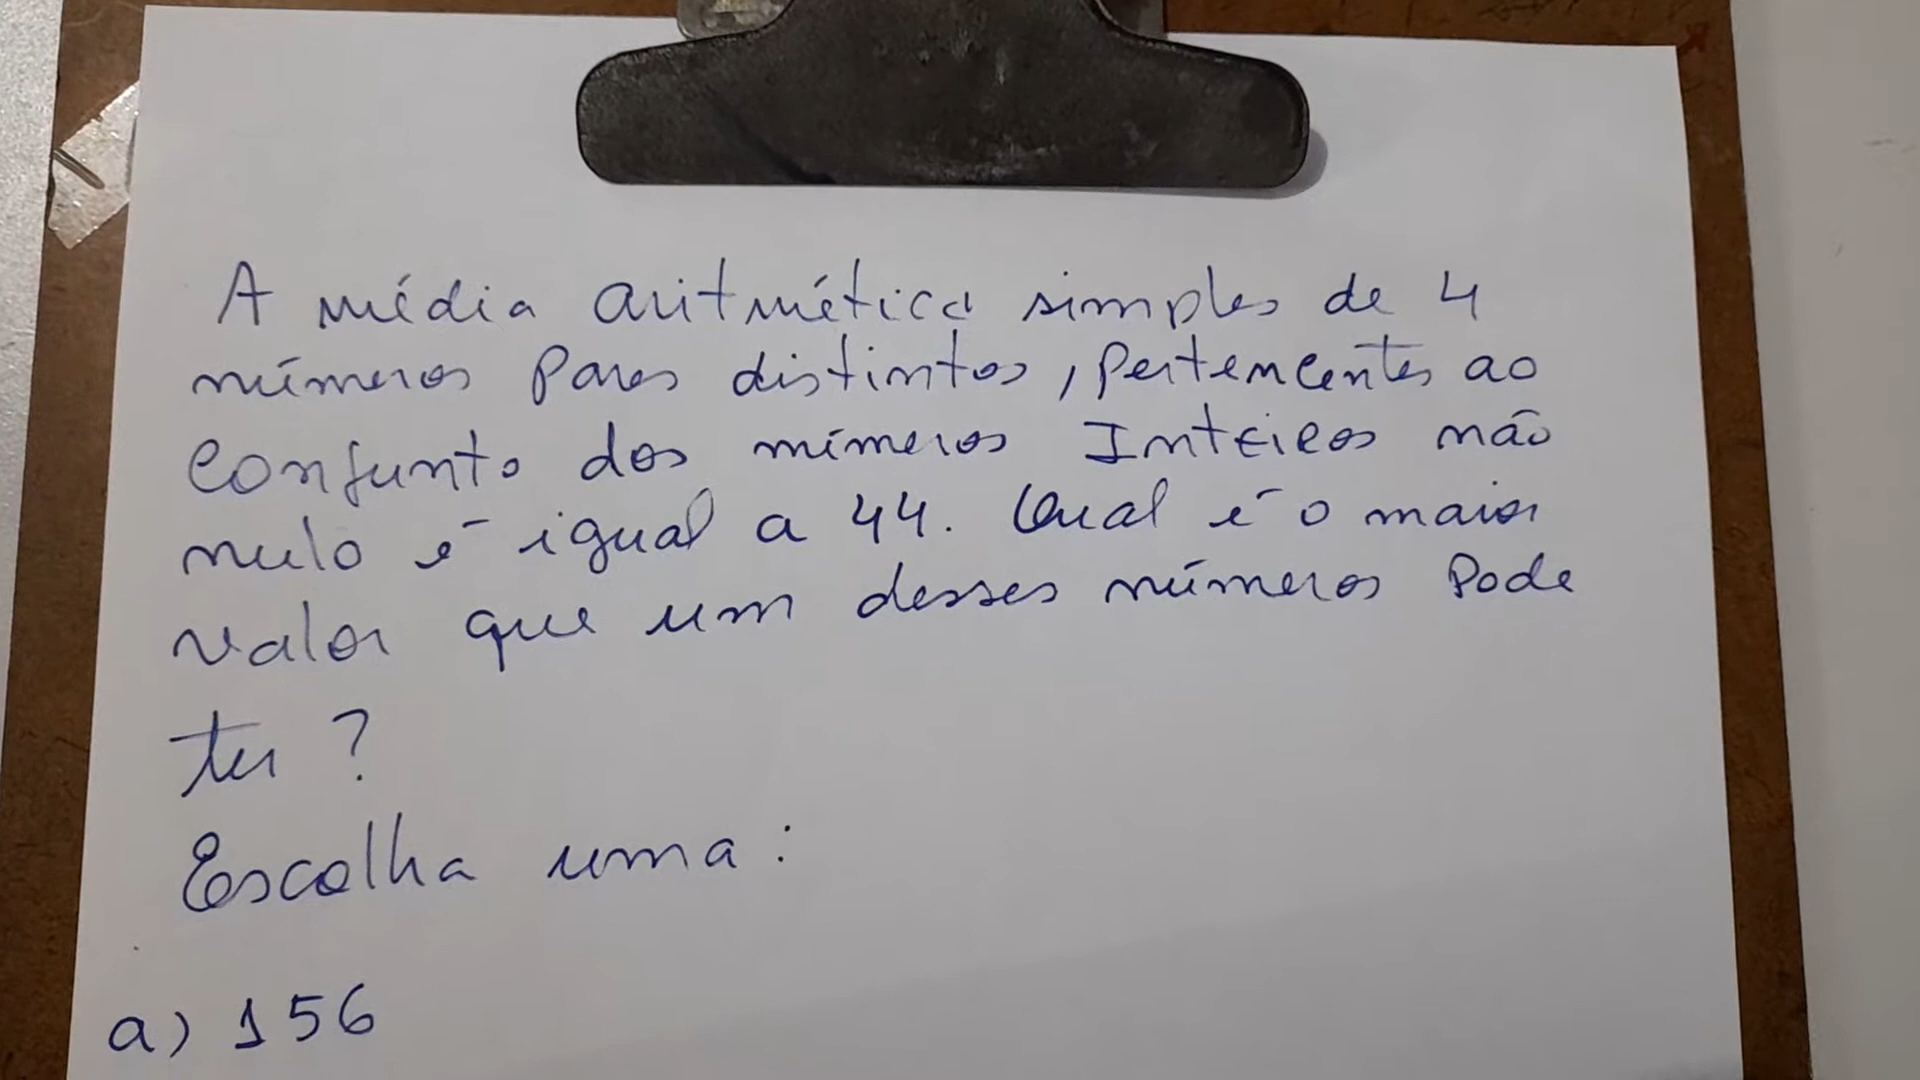 A média aritmética simples de 4
números Pares distintos, Pertencentes ao
conjunto dos números Inteiros não
nulo é igual a 44. Qual é o maior
valor que um desses números Pode
ter?
Escolha uma:
a) 156